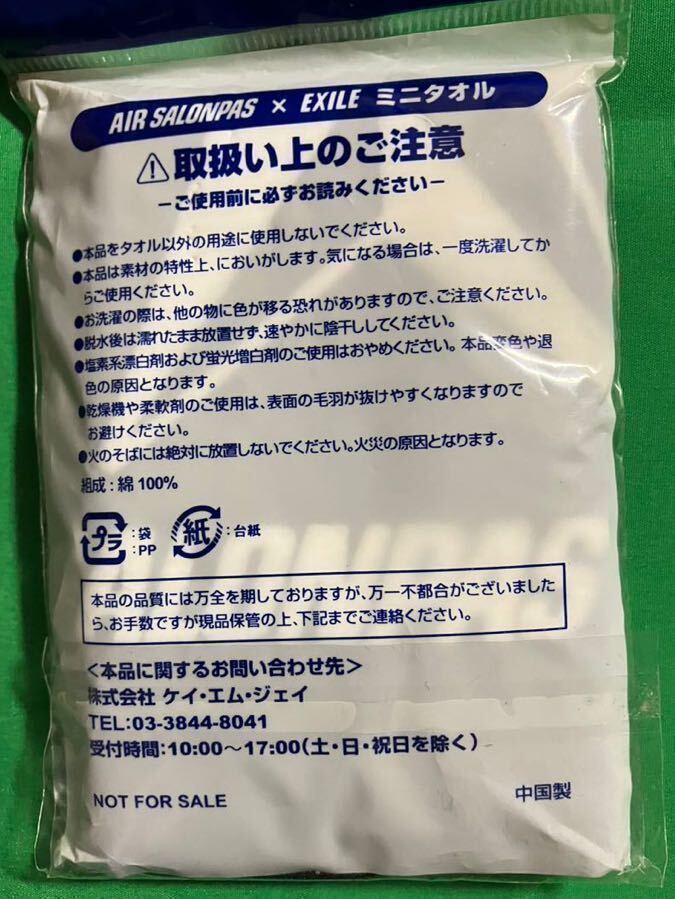 AIR SALONPAS × EXILE ミニタオル
取扱い上のご注意
−ご使用前に必ずお読みください−
●本品をタオル以外の用途に使用しないでください。
●本品は素材の特性上、においがします。気になる場合は、一度洗濯してか
らご使用ください。
●お洗濯の際は、他の物に色が移る恐れがありますので、ご注意ください。
●脱水後は濡れたまま放置せず、速やかに陰干ししてください。
●塩素系漂白剤および蛍光増白剤のご使用はおやめください。本品変色や退
色の原因となります。
●乾燥機や柔軟剤のご使用は、表面の毛羽が抜けやすくなりますので
お避けください。
●火のそばには絶対に放置しないでください。火災の原因となります。
組成：綿 100%
プラ：袋
：PP
紙：台紙
本品の品質には万全を期しておりますが、万一不都合がございました
ら、お手数ですが現品保管の上、下記までご連絡ください。
＜本品に関するお問い合わせ先＞
株式会社 ケイ・エム・ジェイ
TEL：03-3844-8041
受付時間：10:00〜17:00（土・日・祝日を除く）
NOT FOR SALE
中国製